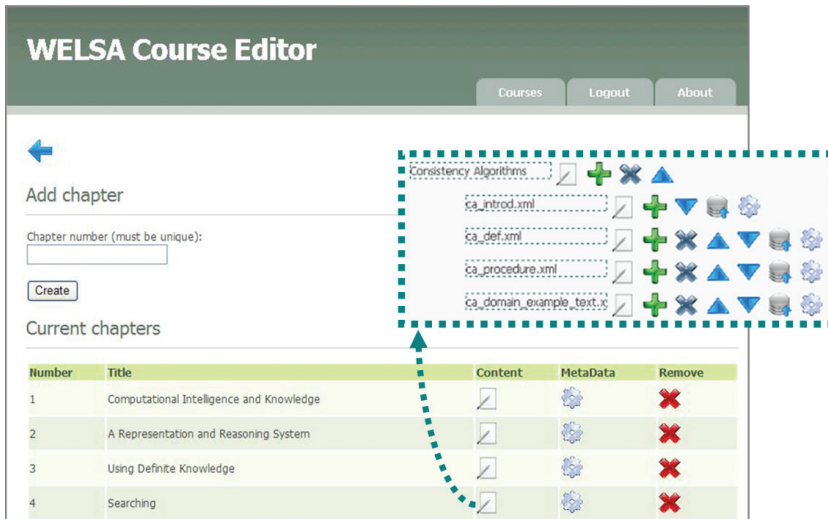 WELSA Course Editor
Courses Logout About
Consistency Algorithms
ca_introd.xml
ca_def.xml
ca_procedure.xml
ca_domain_example_text.x
Add chapter
Chapter number (must be unique):
Create
Current chapters
Number Title Content MetaData Remove
1 Computational Intelligence and Knowledge
2 A Representation and Reasoning System
3 Using Definite Knowledge
4 Searching